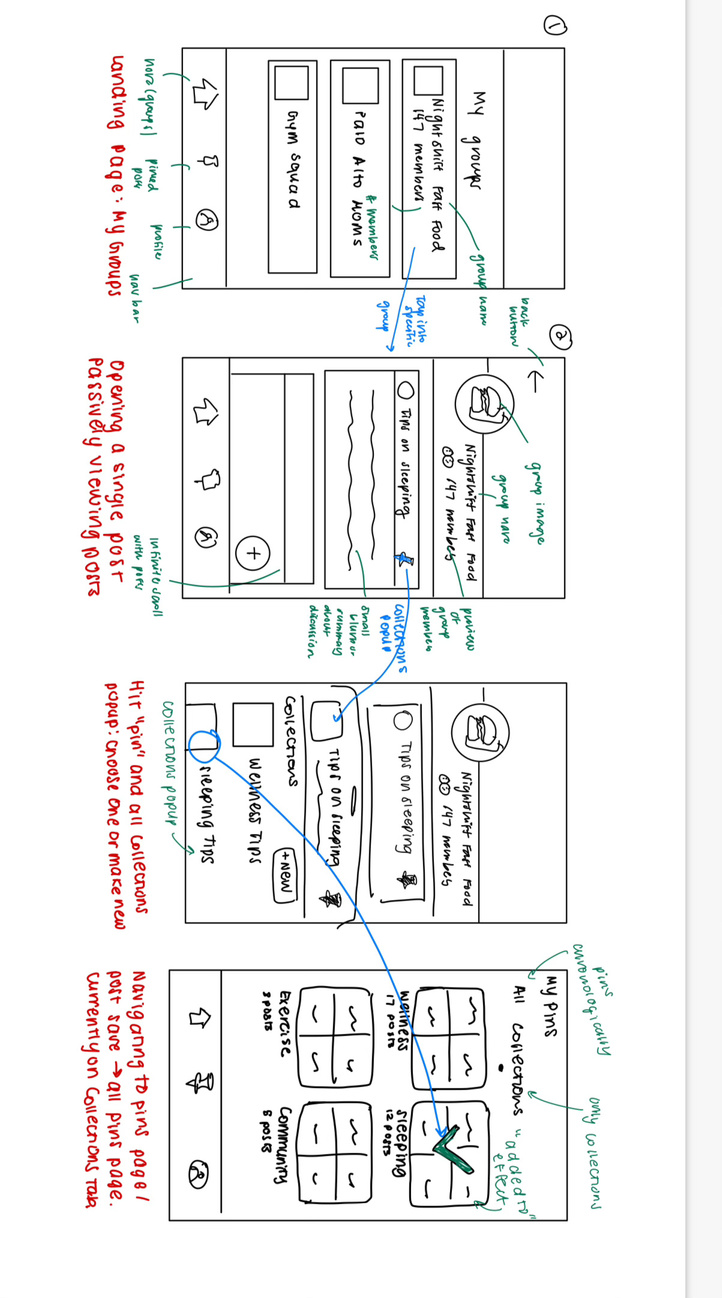 ①
My groups
Nightshift Fast Food
147 members
Palo Alto Moms
# members
Gym Squad
group name
home (groups)
pinned
posts
profile
nav bar
Landing page: My Groups
tap into
specific
group
②
back
button
←
group image
Nightshift Fast Food
147 members
group name
preview
of
group
members
Tips on sleeping
small
blurb or
summary
about
discussion
+
infinite scroll
with posts
Opening a single post
passively viewing posts
collections
popup
Nightshift Fast Food
147 members
Tips on sleeping
Tips on sleeping
Collections
+ New
Wellness Tips
Sleeping Tips
collections popup
Hit "pin" and all collections
popup: choose one or make new
pins
chronologically
only collections
My Pins
All Collections
"added to"
effect
Wellness
17 posts
Sleeping
12 posts
Exercise
3 posts
Community
8 posts
Navigating to pins page /
post save → all pins page.
Currently on Collections Tab